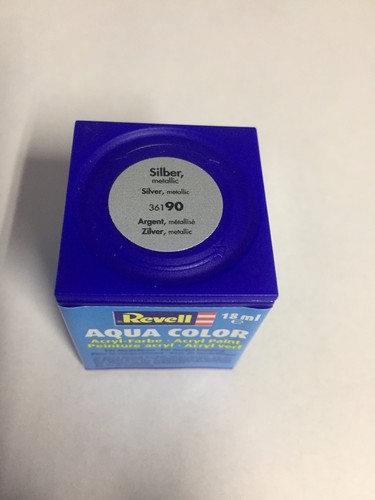 Silber,
metallic
Silver, metallic
36190
Argent, métallisé
Zilver, metallic
Revell 18 ml e
AQUA COLOR
Acryl-Farbe · Acryl Paint
Peinture acryl · Acryl verf